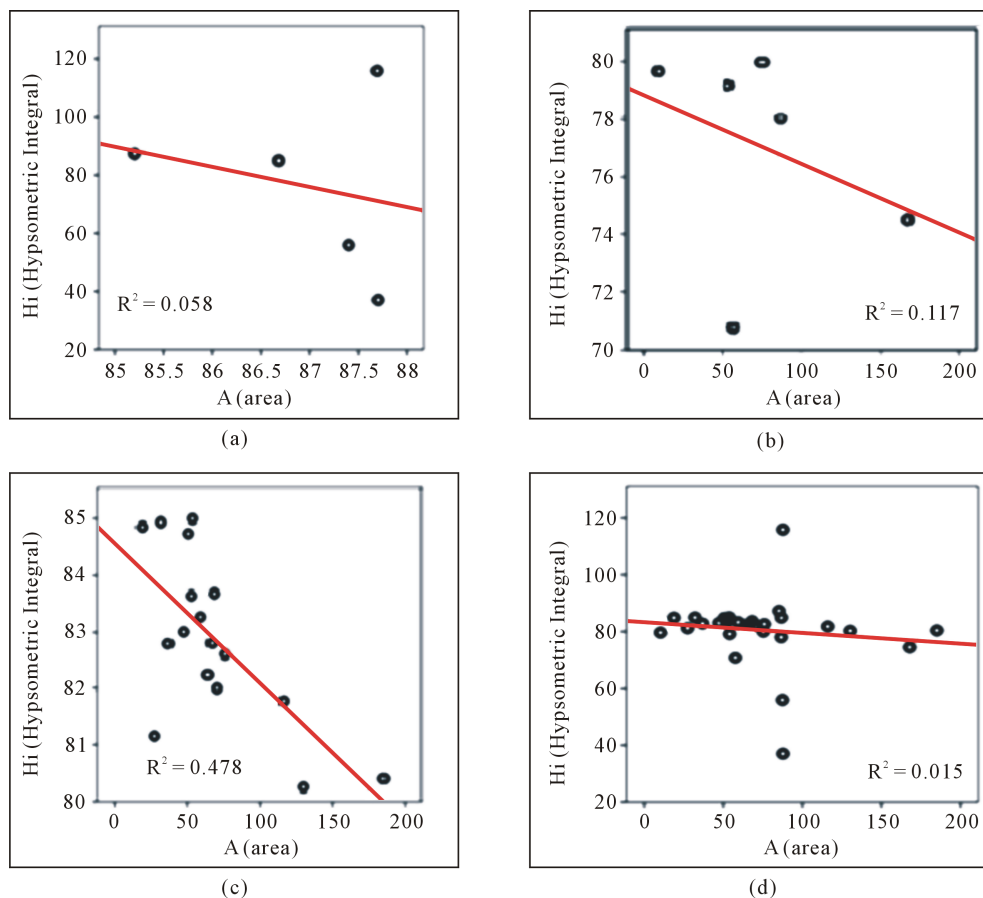 Hi (Hypsometric Integral)
120
100
80
60
40
20
R² = 0.058
85 85.5 86 86.5 87 87.5 88
A (area)
(a)
Hi (Hypsometric Integral)
80
78
76
74
72
70
R² = 0.117
0 50 100 150 200
A (area)
(b)
Hi (Hypsometric Integral)
85
84
83
82
81
80
R² = 0.478
0 50 100 150 200
A (area)
(c)
Hi (Hypsometric Integral)
120
100
80
60
40
20
R² = 0.015
0 50 100 150 200
A (area)
(d)